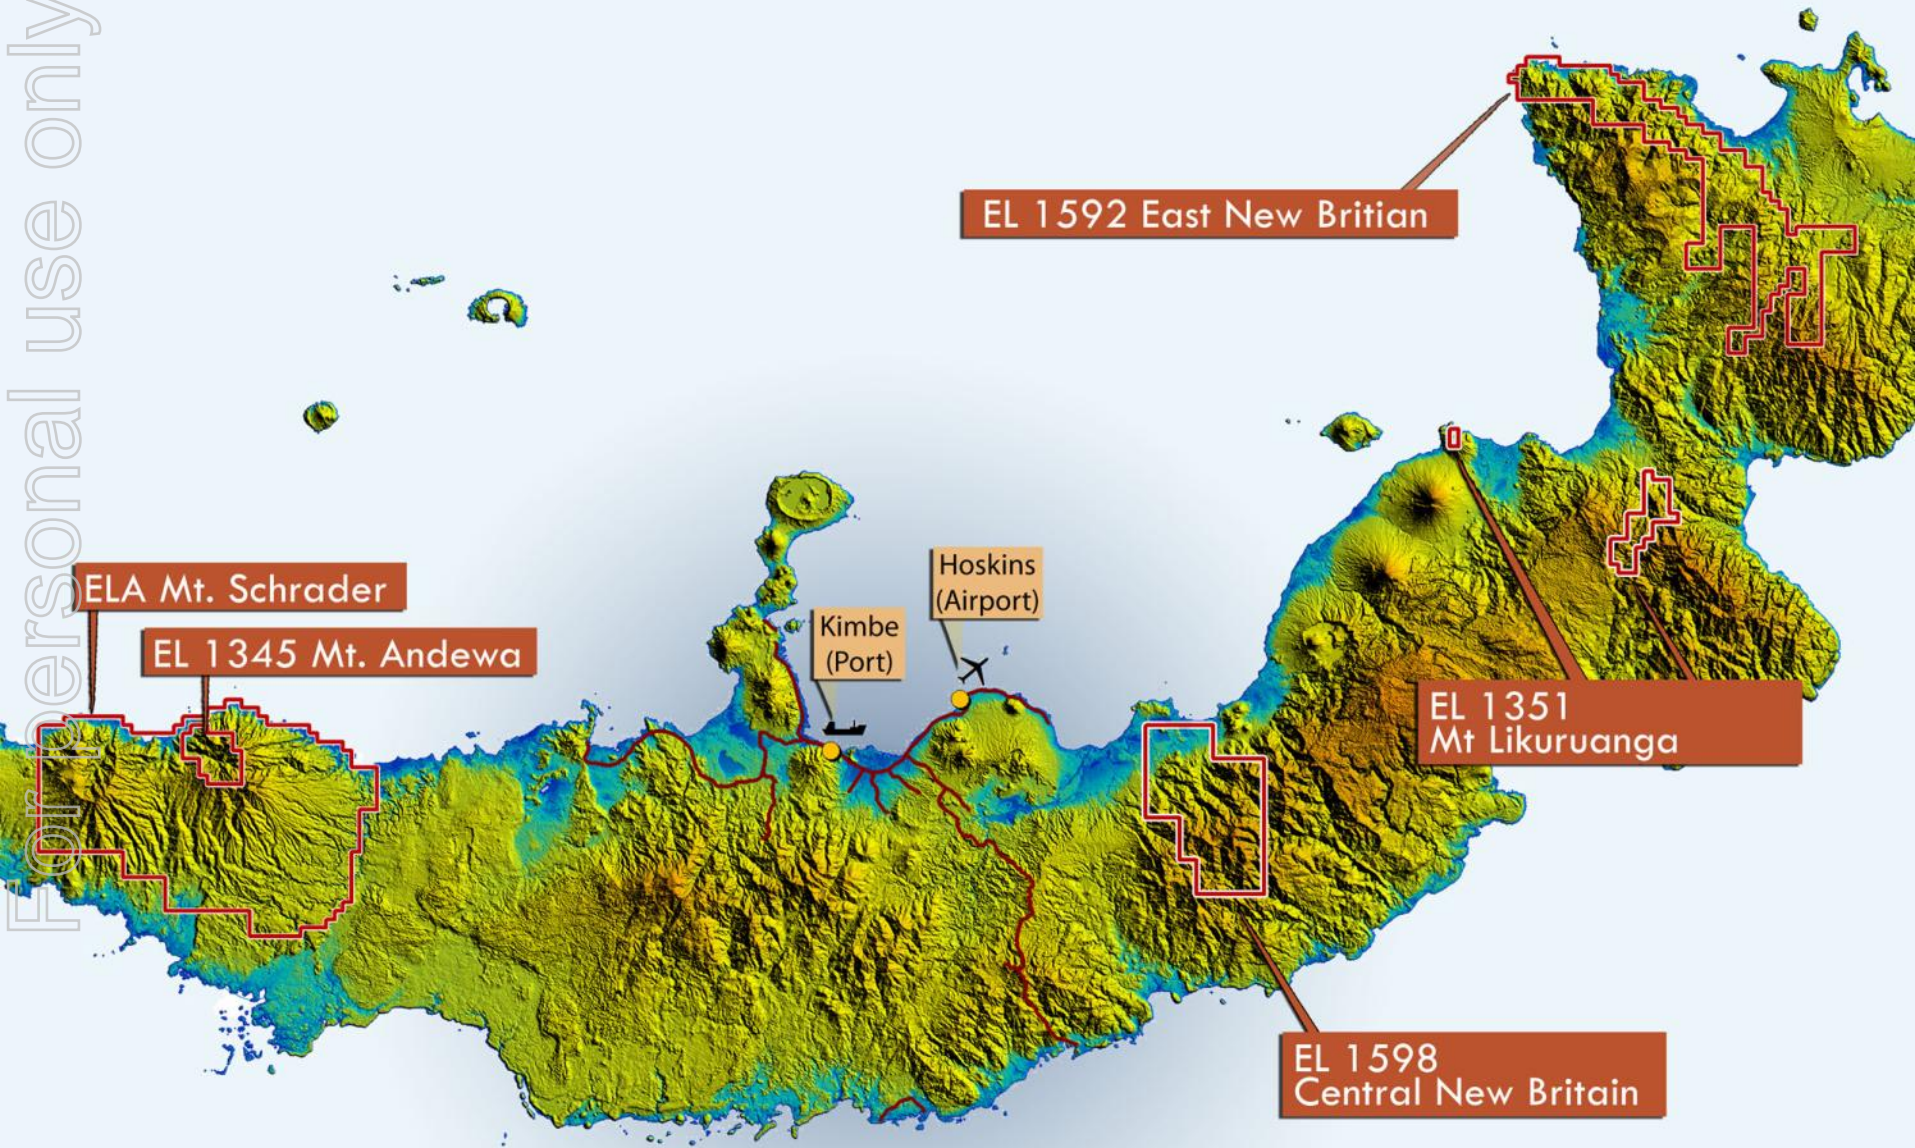 For personal use only
EL 1592 East New Britian
Hoskins
(Airport)
ELA Mt. Schrader
Kimbe
(Port)
EL 1345 Mt. Andewa
EL 1351
Mt Likuruanga
EL 1598
Central New Britain